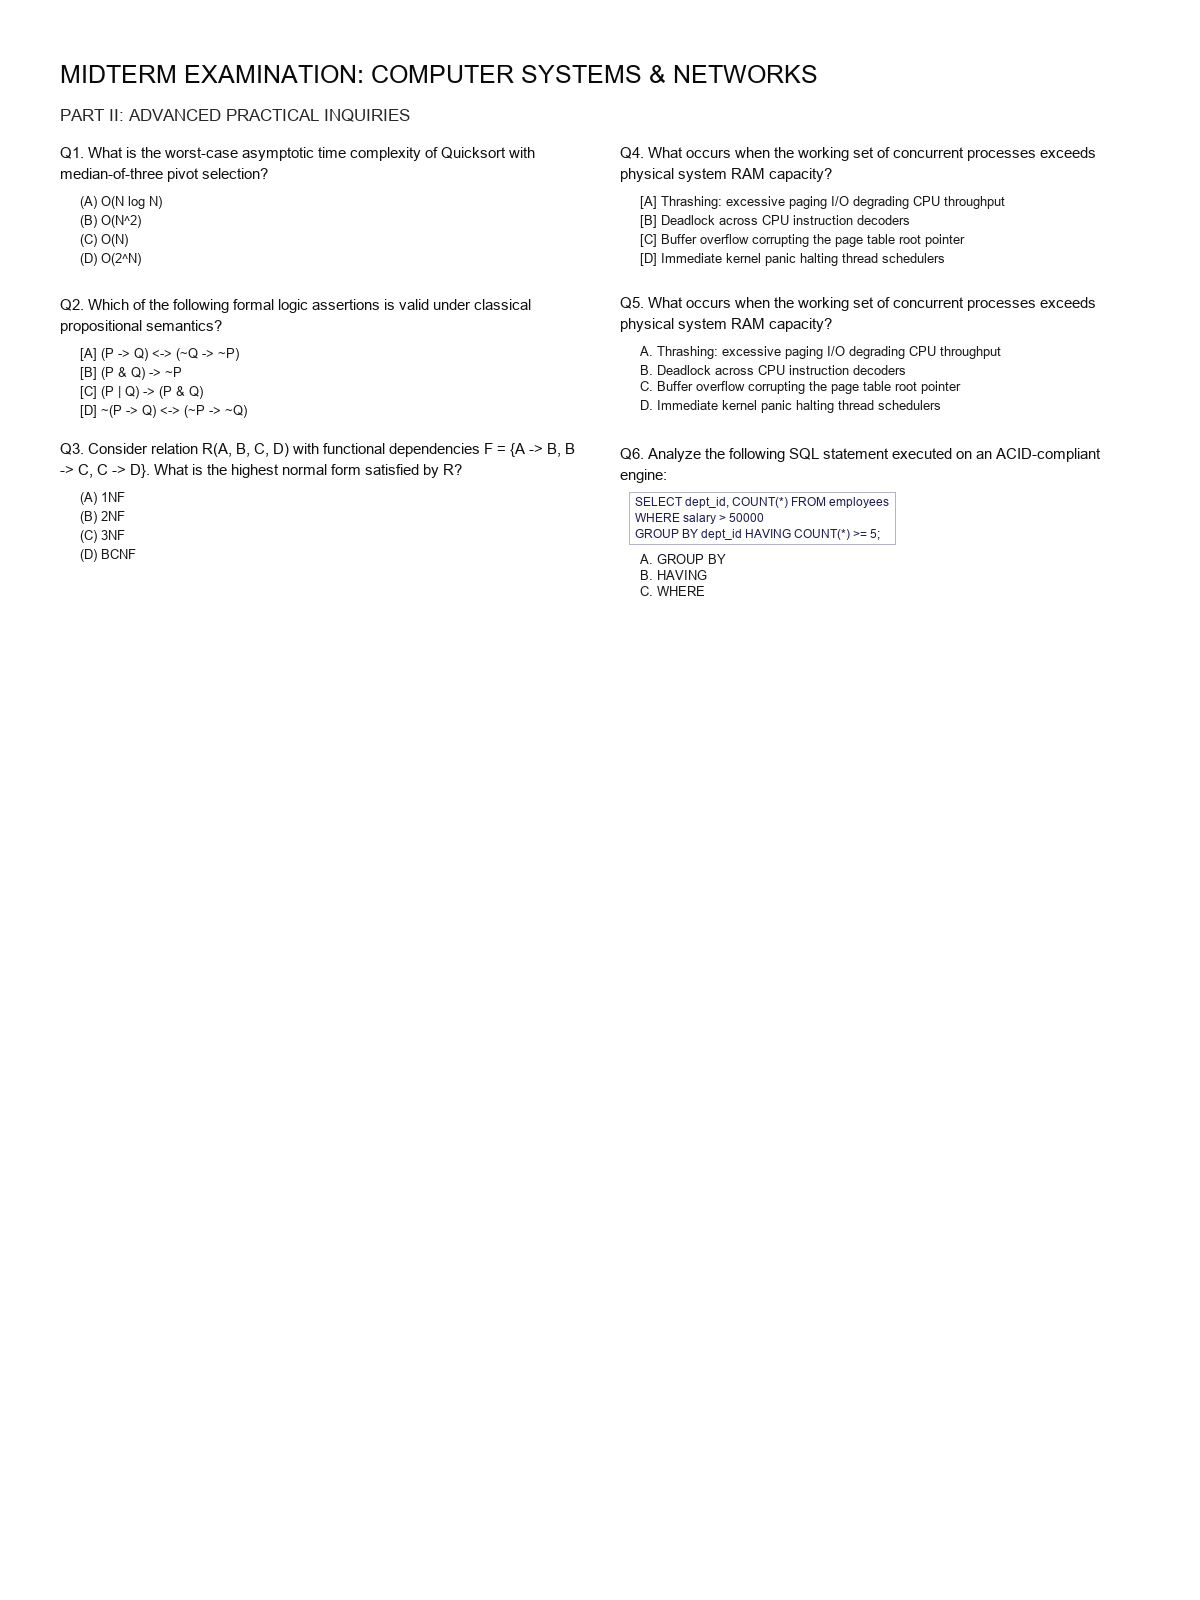 MIDTERM EXAMINATION: COMPUTER SYSTEMS & NETWORKS
PART II: ADVANCED PRACTICAL INQUIRIES
Q1. What is the worst-case asymptotic time complexity of Quicksort with
median-of-three pivot selection?
(A) O(N log N)
(B) O(N^2)
(C) O(N)
(D) O(2^N)
Q2. Which of the following formal logic assertions is valid under classical
propositional semantics?
[A] (P -> Q) <-> (~Q -> ~P)
[B] (P & Q) -> ~P
[C] (P | Q) -> (P & Q)
[D] ~(P -> Q) <-> (~P -> ~Q)
Q3. Consider relation R(A, B, C, D) with functional dependencies F = {A -> B, B
-> C, C -> D}. What is the highest normal form satisfied by R?
(A) 1NF
(B) 2NF
(C) 3NF
(D) BCNF
Q4. What occurs when the working set of concurrent processes exceeds
physical system RAM capacity?
[A] Thrashing: excessive paging I/O degrading CPU throughput
[B] Deadlock across CPU instruction decoders
[C] Buffer overflow corrupting the page table root pointer
[D] Immediate kernel panic halting thread schedulers
Q5. What occurs when the working set of concurrent processes exceeds
physical system RAM capacity?
A. Thrashing: excessive paging I/O degrading CPU throughput
B. Deadlock across CPU instruction decoders
C. Buffer overflow corrupting the page table root pointer
D. Immediate kernel panic halting thread schedulers
Q6. Analyze the following SQL statement executed on an ACID-compliant
engine:
SELECT dept_id, COUNT(*) FROM employees
WHERE salary > 50000
GROUP BY dept_id HAVING COUNT(*) >= 5;
A. GROUP BY
B. HAVING
C. WHERE